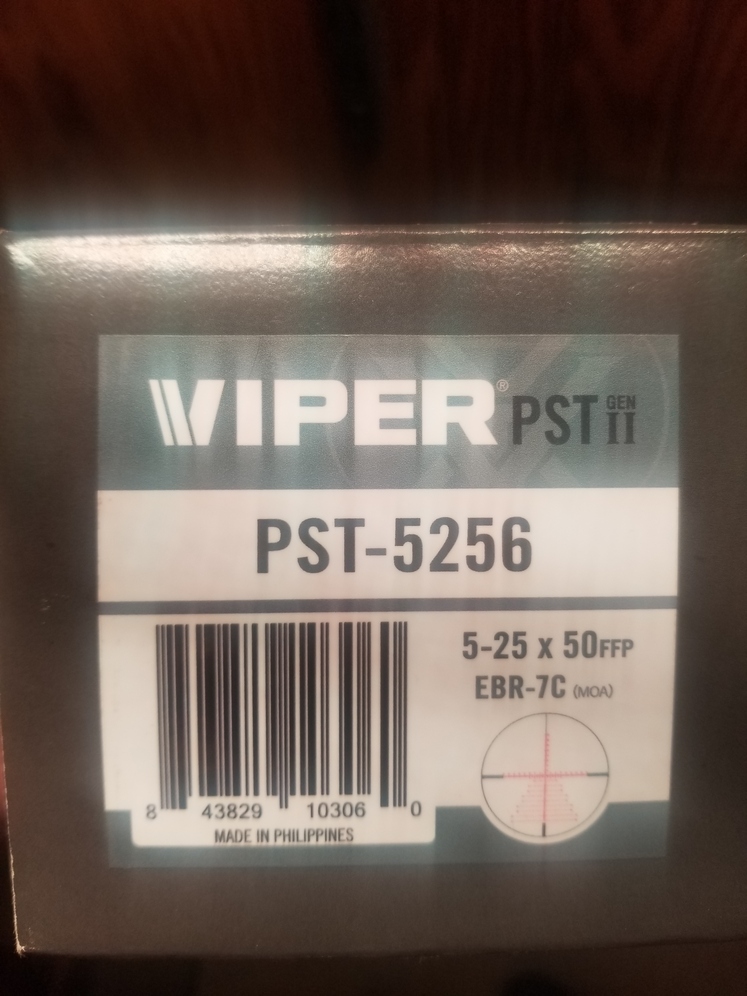 VIPER® PST GEN II
PST-5256
5-25 x 50FFP
EBR-7C (MOA)
8 43829 10306 0
MADE IN PHILIPPINES